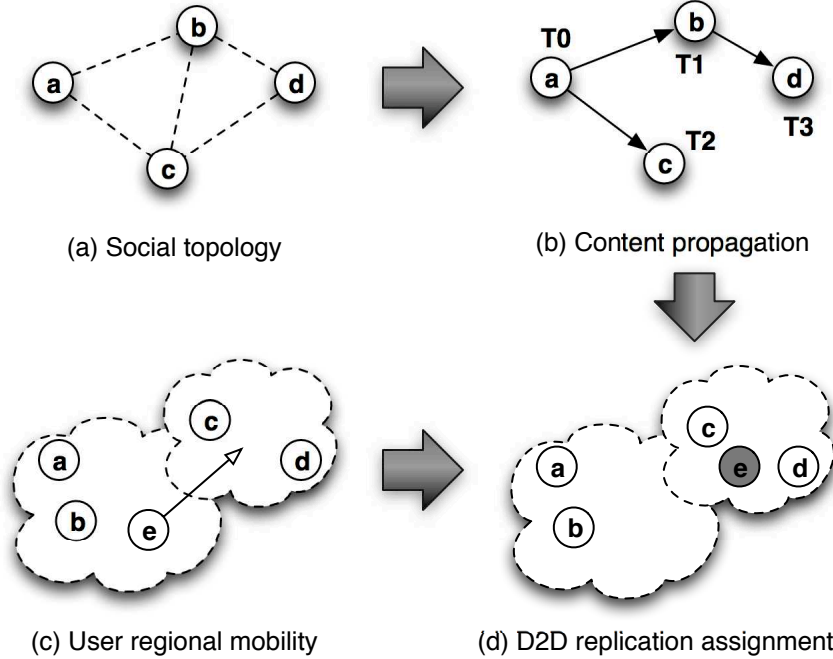 b
a
d
c
(a) Social topology
T0
b
a
T1
d
T2
T3
c
(b) Content propagation
c
a
d
b
e
(c) User regional mobility
c
a
e
d
b
(d) D2D replication assignment